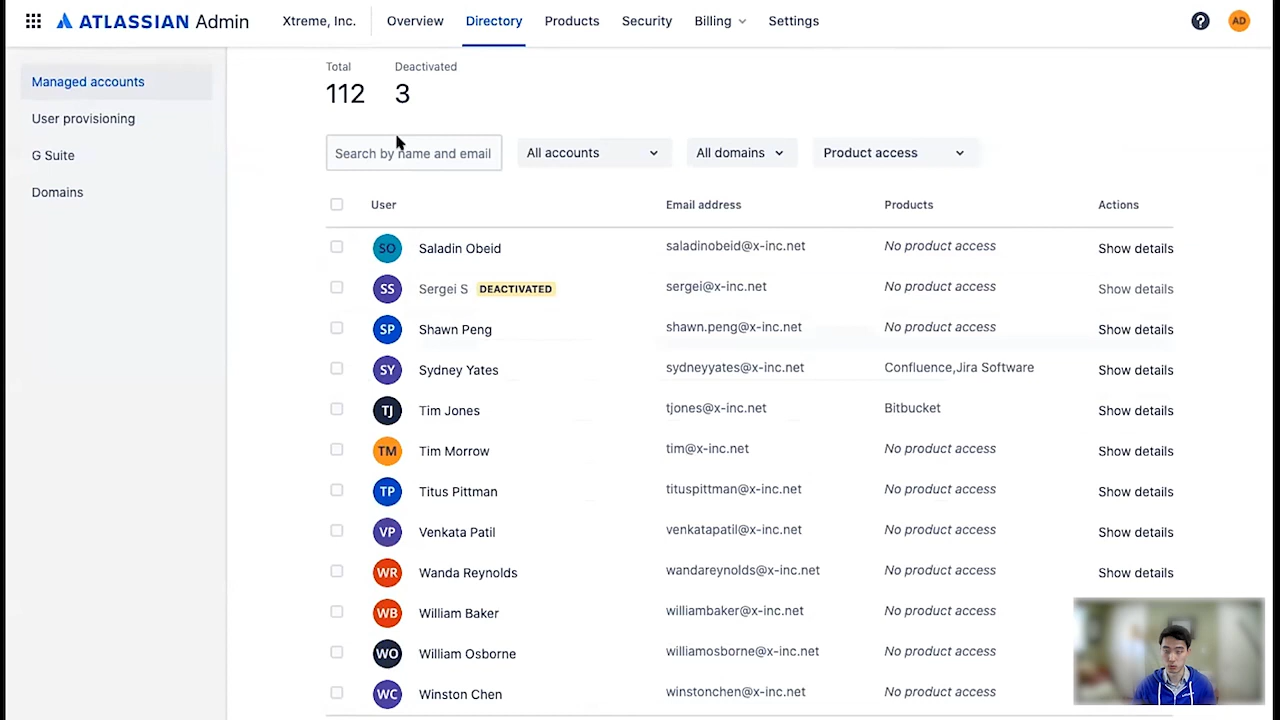 ATLASSIAN Admin Xtreme, Inc. Overview Directory Products Security Billing Settings ? AD
Managed accounts
User provisioning
G Suite
Domains
Total Deactivated
112 3
Search by name and email All accounts All domains Product access
User Email address Products Actions
SO Saladin Obeid saladinobeid@x-inc.net No product access Show details
SS Sergei S DEACTIVATED sergei@x-inc.net No product access Show details
SP Shawn Peng shawn.peng@x-inc.net No product access Show details
SY Sydney Yates sydneyyates@x-inc.net Confluence,Jira Software Show details
TJ Tim Jones tjones@x-inc.net Bitbucket Show details
TM Tim Morrow tim@x-inc.net No product access Show details
TP Titus Pittman tituspittman@x-inc.net No product access Show details
VP Venkata Patil venkatapatil@x-inc.net No product access Show details
WR Wanda Reynolds wandareynolds@x-inc.net No product access Show details
WB William Baker williambaker@x-inc.net No product access
WO William Osborne williamosborne@x-inc.net No product access
WC Winston Chen winstonchen@x-inc.net No product access